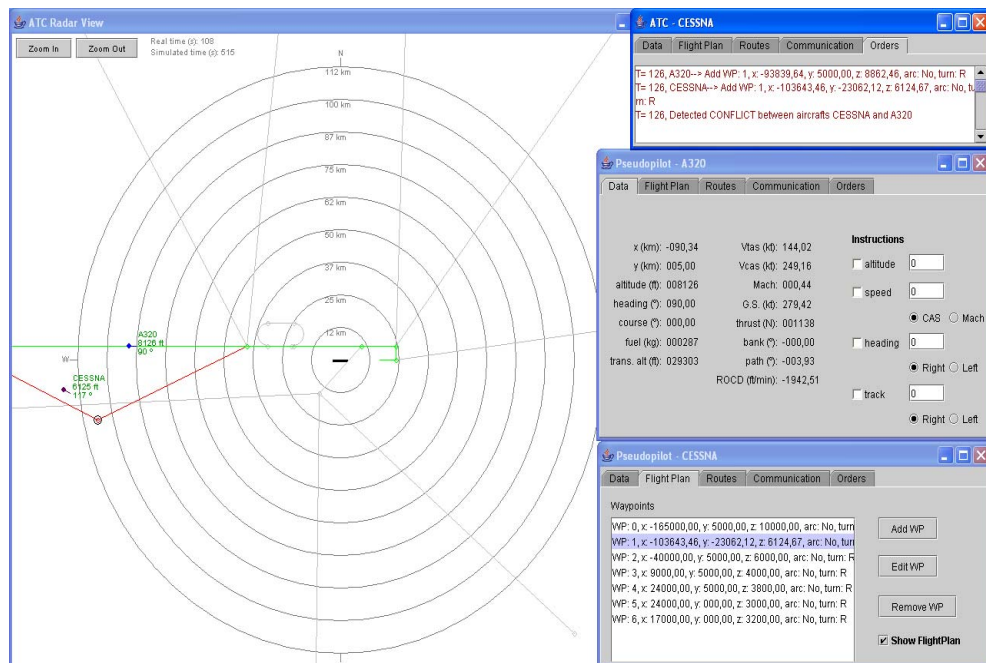 ATC Radar View
Zoom In
Zoom Out
Real time (s): 108
Simulated time (s): 515
N
112 km
100 km
87 km
75 km
62 km
50 km
37 km
25 km
12 km
A320
8126 ft
90 º
W
CESSNA
6125 ft
117 º
ATC - CESSNA
Data
Flight Plan
Routes
Communication
Orders
T= 126, A320--> Add WP: 1, x: -93839,64, y: 5000,00, z: 8862,46, arc: No, turn: R
T= 126, CESSNA--> Add WP: 1, x: -103643,46, y: -23062,12, z: 6124,67, arc: No, tu
rn: R
T= 126, Detected CONFLICT between aircrafts CESSNA and A320
Pseudopilot - A320
Data
Flight Plan
Routes
Communication
Orders
x (km): -090,34
y (km): 005,00
altitude (ft): 008126
heading (º): 090,00
course (º): 000,00
fuel (kg): 000287
trans. alt (ft): 029303
Vtas (kt): 144,02
Vcas (kt): 249,16
Mach: 000,44
G.S. (kt): 279,42
thrust (N): 001138
bank (º): -000,00
path (º): -003,93
ROCD (ft/min): -1942,51
Instructions
altitude 0
speed 0
CAS Mach
heading 0
Right Left
track 0
Right Left
Pseudopilot - CESSNA
Data
Flight Plan
Routes
Communication
Orders
Waypoints
WP: 0, x: -165000,00, y: 5000,00, z: 10000,00, arc: No, turn
WP: 1, x: -103643,46, y: -23062,12, z: 6124,67, arc: No, turn
WP: 2, x: -40000,00, y: 5000,00, z: 6000,00, arc: No, turn: R
WP: 3, x: 9000,00, y: 5000,00, z: 4000,00, arc: No, turn: R
WP: 4, x: 24000,00, y: 5000,00, z: 3800,00, arc: No, turn: R
WP: 5, x: 24000,00, y: 000,00, z: 3000,00, arc: No, turn: R
WP: 6, x: 17000,00, y: 000,00, z: 3200,00, arc: No, turn: R
Add WP
Edit WP
Remove WP
Show FlightPlan